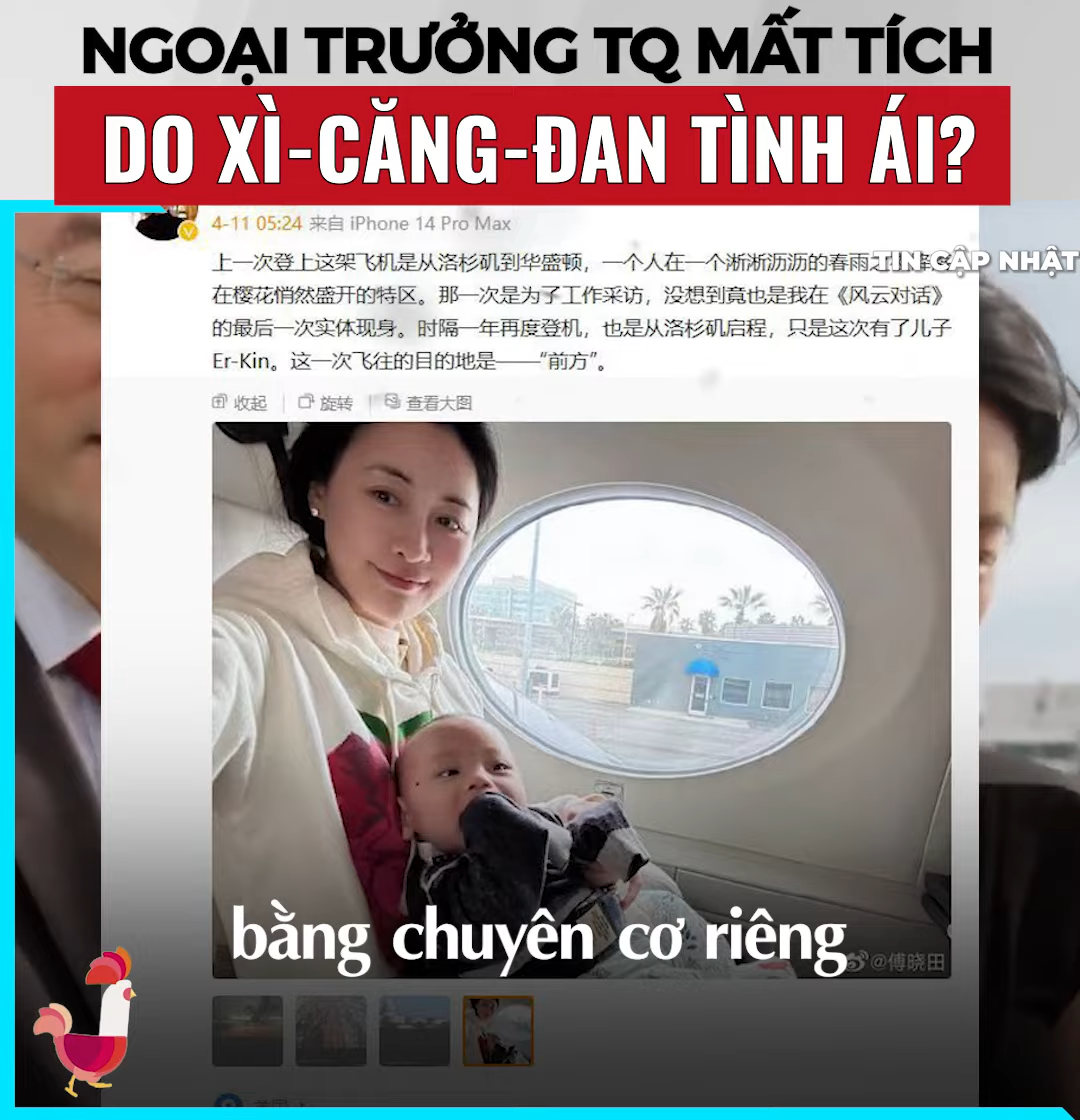 NGOẠI TRƯỞNG TQ MẤT TÍCH
DO XÌ-CĂNG-ĐAN TÌNH ÁI?
4-11 05:24 来自 iPhone 14 Pro Max
TIN CẬP NHẬT
上一次登上这架飞机是从洛杉矶到华盛顿，一个人在一个淅淅沥沥的春雨
在樱花悄然盛开的特区。那一次是为了工作采访，没想到竟也是我在《风云对话》
的最后一次实体现身。时隔一年再度登机，也是从洛杉矶启程，只是这次有了儿子
Er-Kin。这一次飞往的目的地是——“前方”。
收起 旋转 查看大图
bằng chuyên cơ riêng
@傅晓田